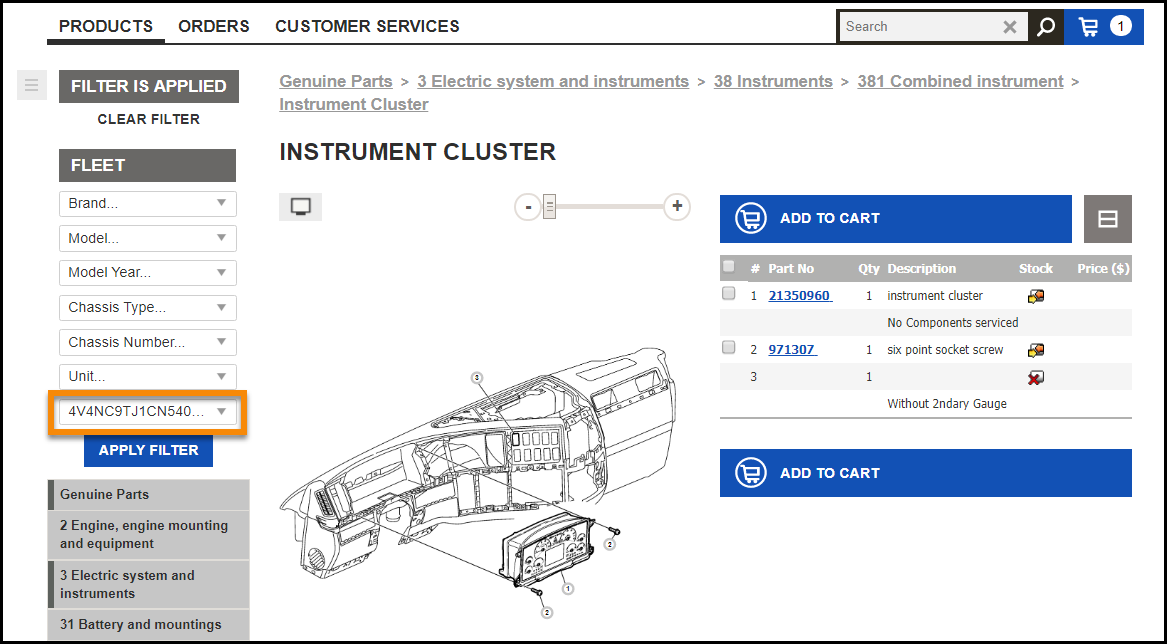 PRODUCTS ORDERS CUSTOMER SERVICES Search 1
FILTER IS APPLIED
CLEAR FILTER
FLEET
Brand...
Model...
Model Year...
Chassis Type...
Chassis Number...
Unit...
4V4NC9TJ1CN540...
APPLY FILTER
Genuine Parts
2 Engine, engine mounting
and equipment
3 Electric system and
instruments
31 Battery and mountings
Genuine Parts > 3 Electric system and instruments > 38 Instruments > 381 Combined instrument >
Instrument Cluster
INSTRUMENT CLUSTER
- +
3
2
1
2
ADD TO CART
# Part No Qty Description Stock Price ($)
1 21350960 1 instrument cluster
No Components serviced
2 971307 1 six point socket screw
3 1
Without 2ndary Gauge
ADD TO CART